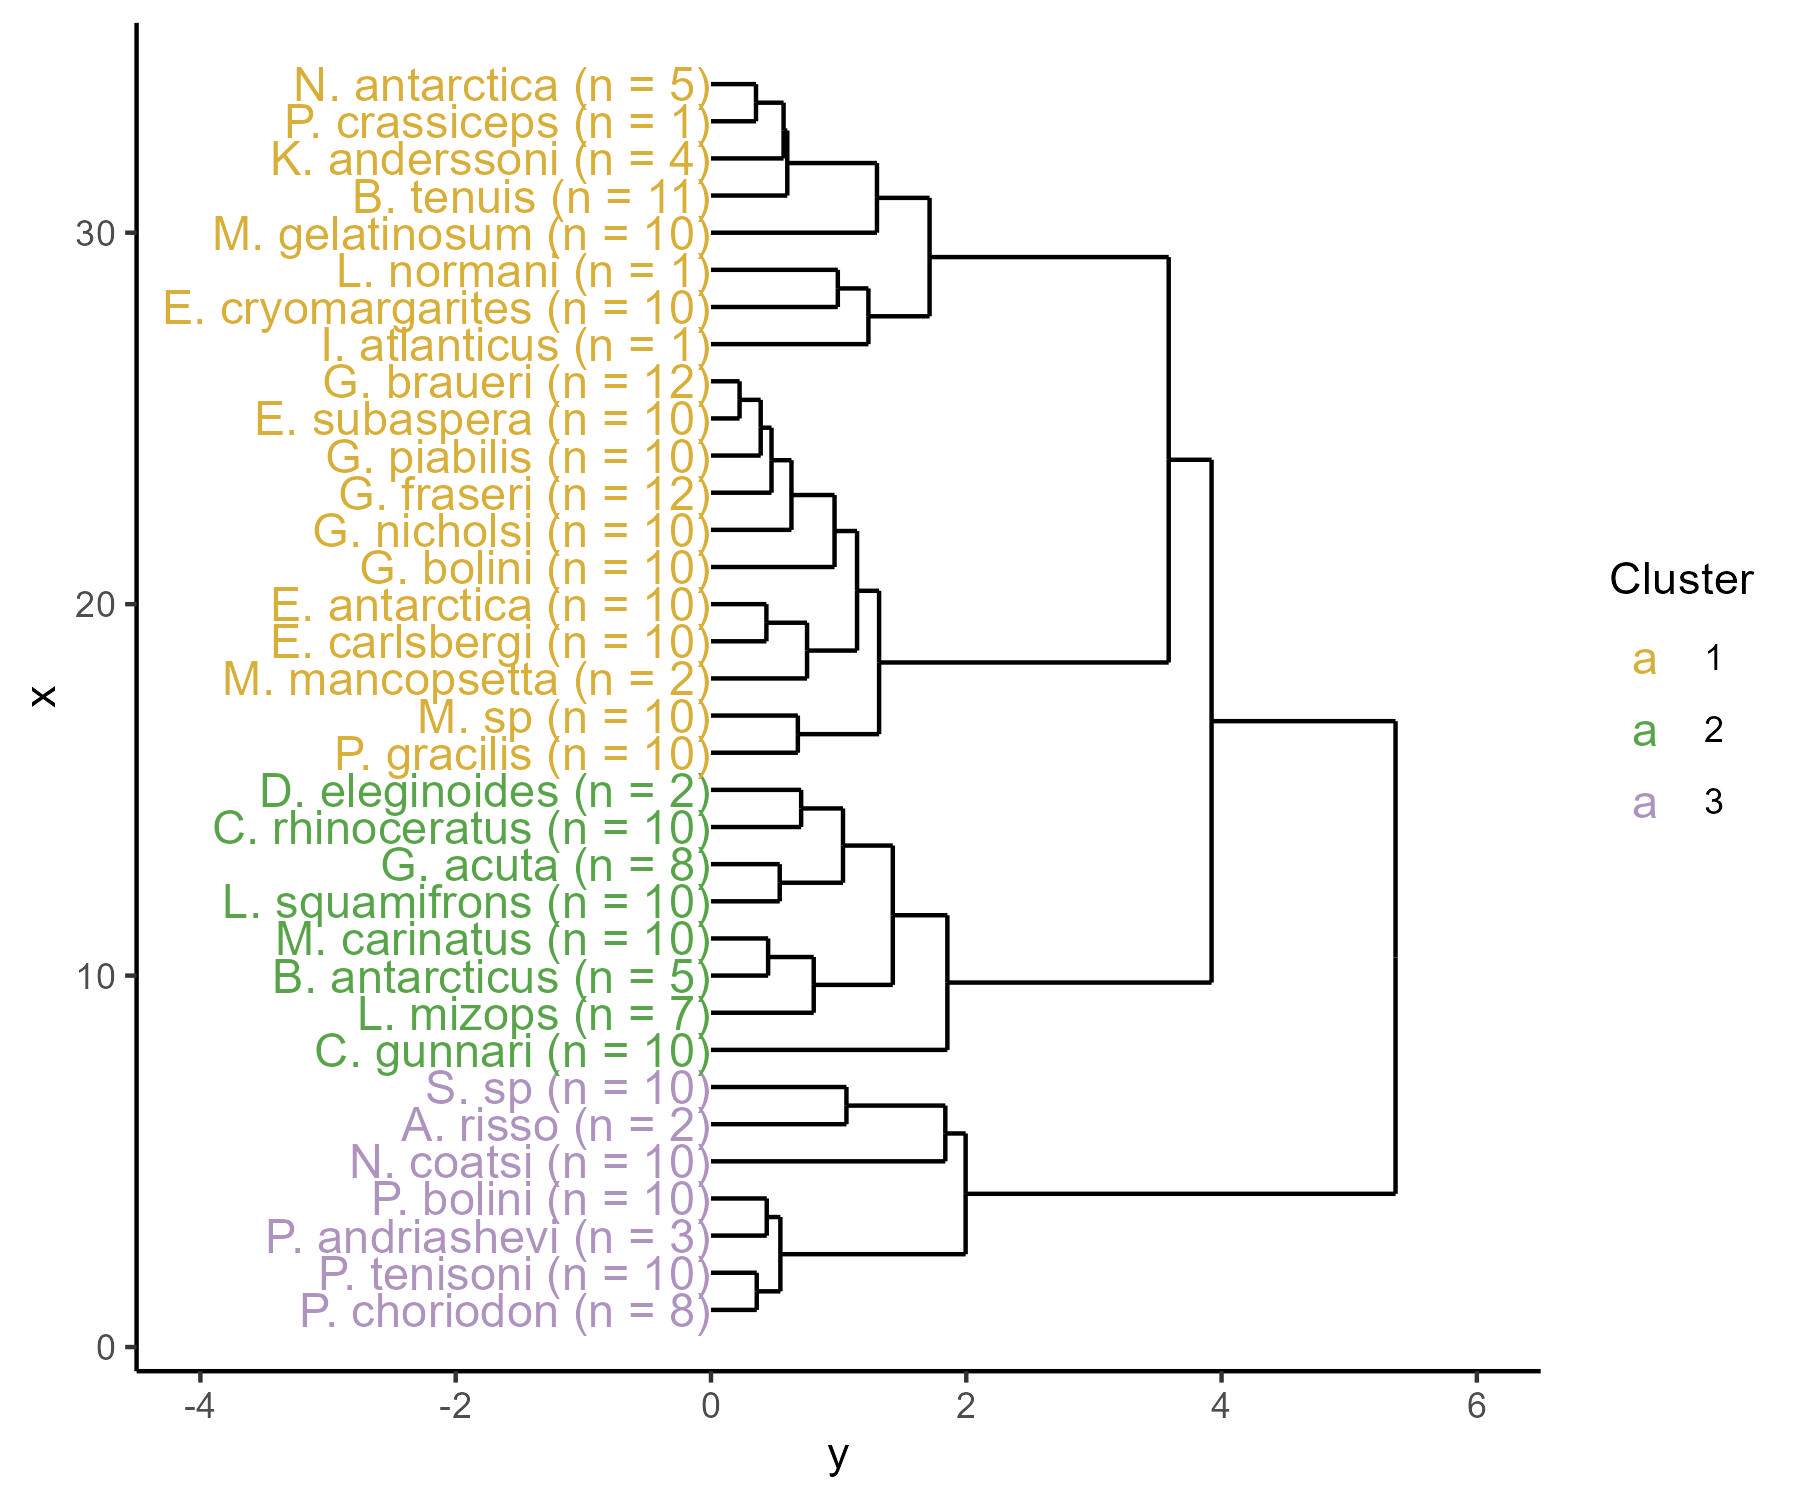 N. antarctica (n = 5)
P. crassiceps (n = 1)
K. anderssoni (n = 4)
B. tenuis (n = 11)
M. gelatinosum (n = 10)
L. normani (n = 1)
E. cryomargarites (n = 10)
I. atlanticus (n = 1)
G. braueri (n = 12)
E. subaspera (n = 10)
G. piabilis (n = 10)
G. fraseri (n = 12)
G. nicholsi (n = 10)
G. bolini (n = 10)
E. antarctica (n = 10)
E. carlsbergi (n = 10)
M. mancopsetta (n = 2)
M. sp (n = 10)
P. gracilis (n = 10)
D. eleginoides (n = 2)
C. rhinoceratus (n = 10)
G. acuta (n = 8)
L. squamifrons (n = 10)
M. carinatus (n = 10)
B. antarcticus (n = 5)
L. mizops (n = 7)
C. gunnari (n = 10)
S. sp (n = 10)
A. risso (n = 2)
N. coatsi (n = 10)
P. bolini (n = 10)
P. andriashevi (n = 3)
P. tenisoni (n = 10)
P. choriodon (n = 8)
30
20
10
0
x
-4 -2 0 2 4 6
y
Cluster
a 1
a 2
a 3